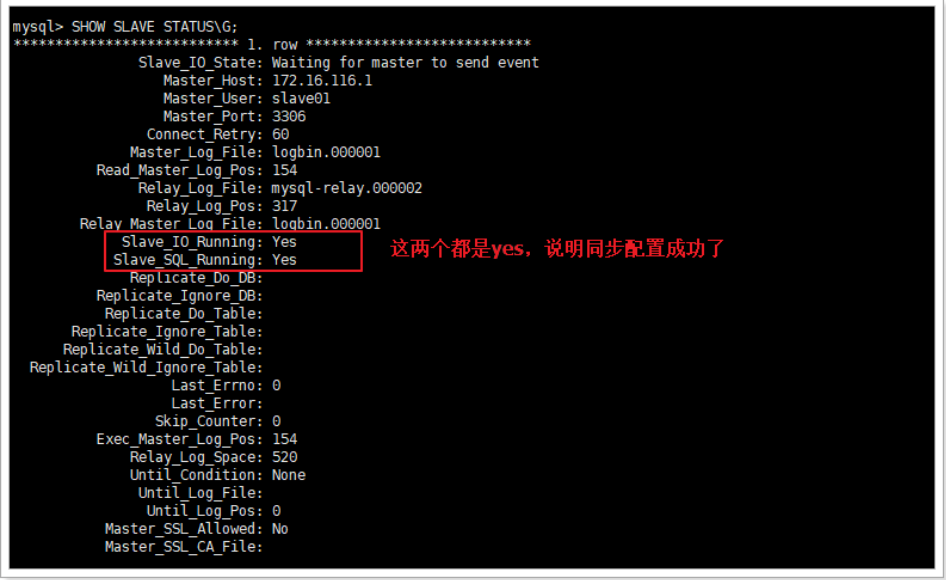 mysql> SHOW SLAVE STATUS\G;
*************************** 1. row ***************************
Slave_IO_State: Waiting for master to send event
Master_Host: 172.16.116.1
Master_User: slave01
Master_Port: 3306
Connect_Retry: 60
Master_Log_File: logbin.000001
Read_Master_Log_Pos: 154
Relay_Log_File: mysql-relay.000002
Relay_Log_Pos: 317
Relay_Master_Log_File: logbin.000001
Slave_IO_Running: Yes
Slave_SQL_Running: Yes
这两个都是yes，说明同步配置成功了
Replicate_Do_DB:
Replicate_Ignore_DB:
Replicate_Do_Table:
Replicate_Ignore_Table:
Replicate_Wild_Do_Table:
Replicate_Wild_Ignore_Table:
Last_Errno: 0
Last_Error:
Skip_Counter: 0
Exec_Master_Log_Pos: 154
Relay_Log_Space: 520
Until_Condition: None
Until_Log_File:
Until_Log_Pos: 0
Master_SSL_Allowed: No
Master_SSL_CA_File: